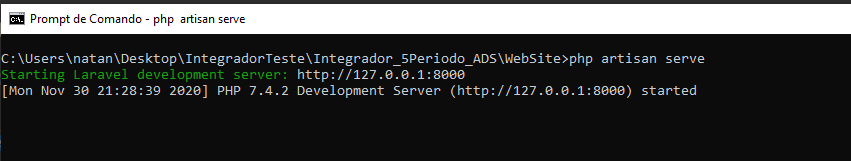 Prompt de Comando - php  artisan serve
C:\Users\natan\Desktop\IntegradorTeste\Integrador_5Periodo_ADS\WebSite>php artisan serve
Starting Laravel development server: http://127.0.0.1:8000
[Mon Nov 30 21:28:39 2020] PHP 7.4.2 Development Server (http://127.0.0.1:8000) started